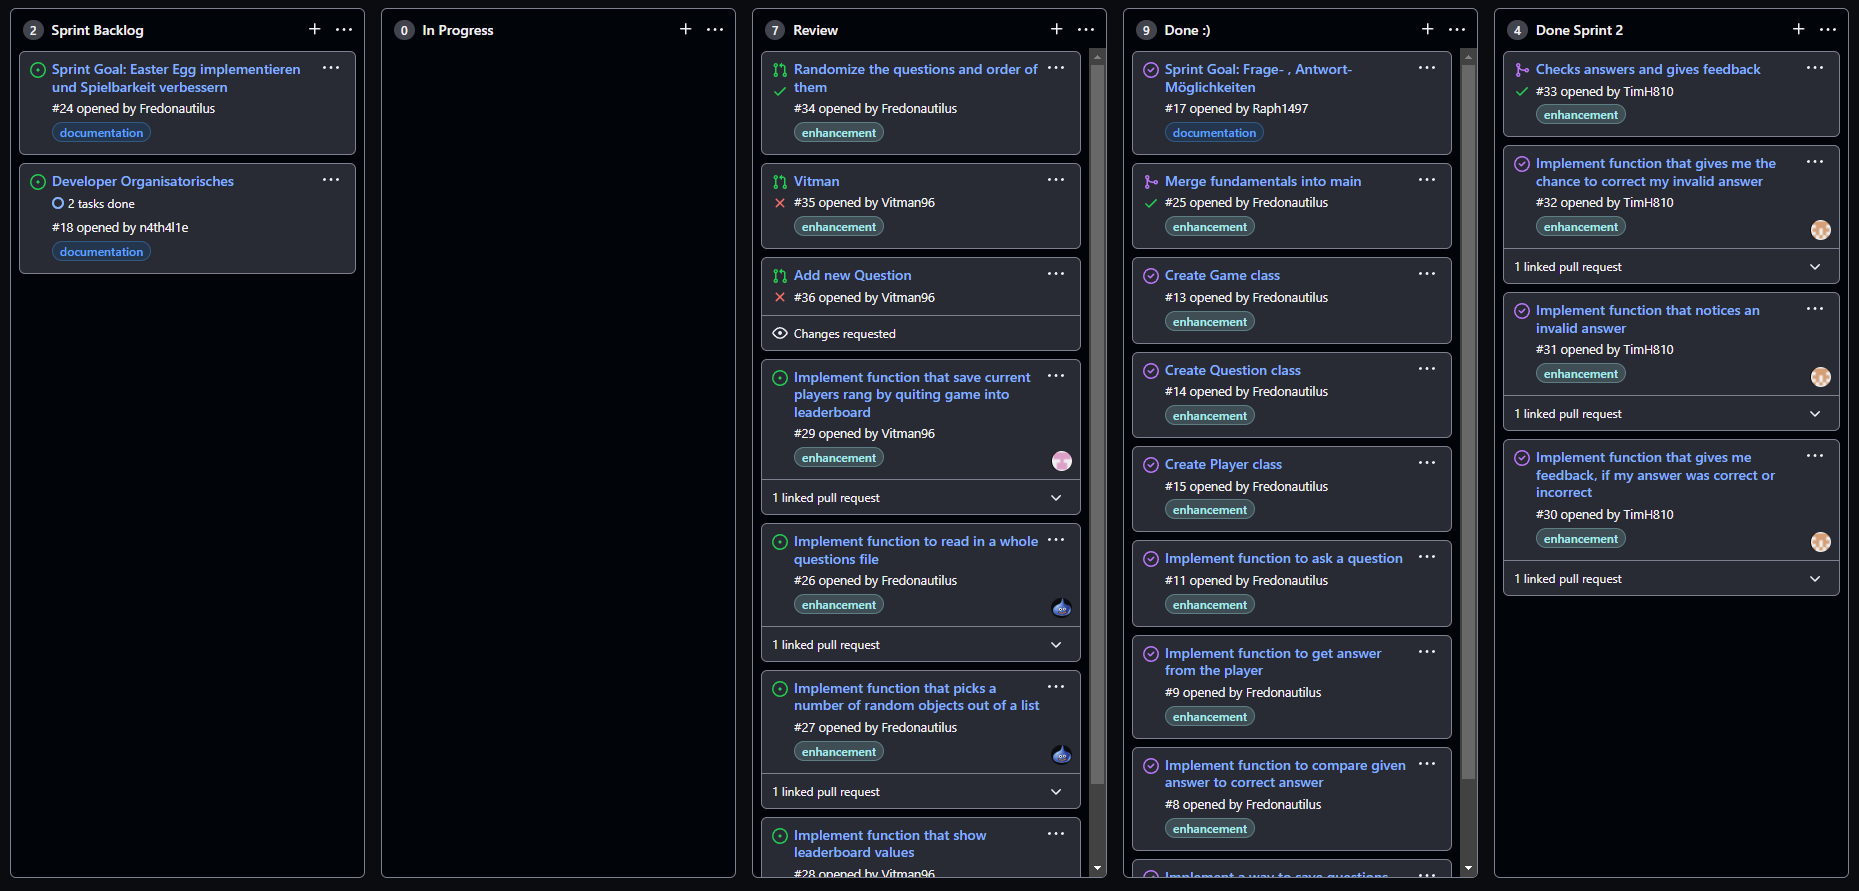 2 Sprint Backlog
Sprint Goal: Easter Egg implementieren
und Spielbarkeit verbessern
#24 opened by Fredonautilus
documentation
Developer Organisatorisches
2 tasks done
#18 opened by n4th4l1e
documentation
0 In Progress
7 Review
Randomize the questions and order of
them
#34 opened by Fredonautilus
enhancement
Vitman
#35 opened by Vitman96
enhancement
Add new Question
#36 opened by Vitman96
Changes requested
Implement function that save current
players rang by quiting game into
leaderboard
#29 opened by Vitman96
enhancement
1 linked pull request
Implement function to read in a whole
questions file
#26 opened by Fredonautilus
enhancement
1 linked pull request
Implement function that picks a
number of random objects out of a list
#27 opened by Fredonautilus
enhancement
1 linked pull request
Implement function that show
leaderboard values
#28 opened by Vitman96
9 Done :)
Sprint Goal: Frage- , Antwort-
Möglichkeiten
#17 opened by Raph1497
documentation
Merge fundamentals into main
#25 opened by Fredonautilus
enhancement
Create Game class
#13 opened by Fredonautilus
enhancement
Create Question class
#14 opened by Fredonautilus
enhancement
Create Player class
#15 opened by Fredonautilus
enhancement
Implement function to ask a question
#11 opened by Fredonautilus
enhancement
Implement function to get answer
from the player
#9 opened by Fredonautilus
enhancement
Implement function to compare given
answer to correct answer
#8 opened by Fredonautilus
enhancement
Implement a way to save questions
4 Done Sprint 2
Checks answers and gives feedback
#33 opened by TimH810
enhancement
Implement function that gives me the
chance to correct my invalid answer
#32 opened by TimH810
enhancement
1 linked pull request
Implement function that notices an
invalid answer
#31 opened by TimH810
enhancement
1 linked pull request
Implement function that gives me
feedback, if my answer was correct or
incorrect
#30 opened by TimH810
enhancement
1 linked pull request